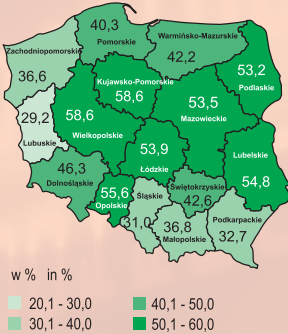 40,3
Pomorskie
Warmińsko-Mazurskie
42,2
Zachodniopomorskie
36,6
53,2
Podlaskie
Kujawsko-Pomorskie
58,6
53,5
Mazowieckie
29,2
Lubuskie
58,6
Wielkopolskie
53,9
Łódzkie
Lubelskie
54,8
46,3
Dolnośląskie
55,6
Opolskie
Śląskie
31,0
Świętokrzyskie
42,6
36,8
Małopolskie
Podkarpackie
32,7
w % in %
20,1 - 30,0
40,1 - 50,0
30,1 - 40,0
50,1 - 60,0